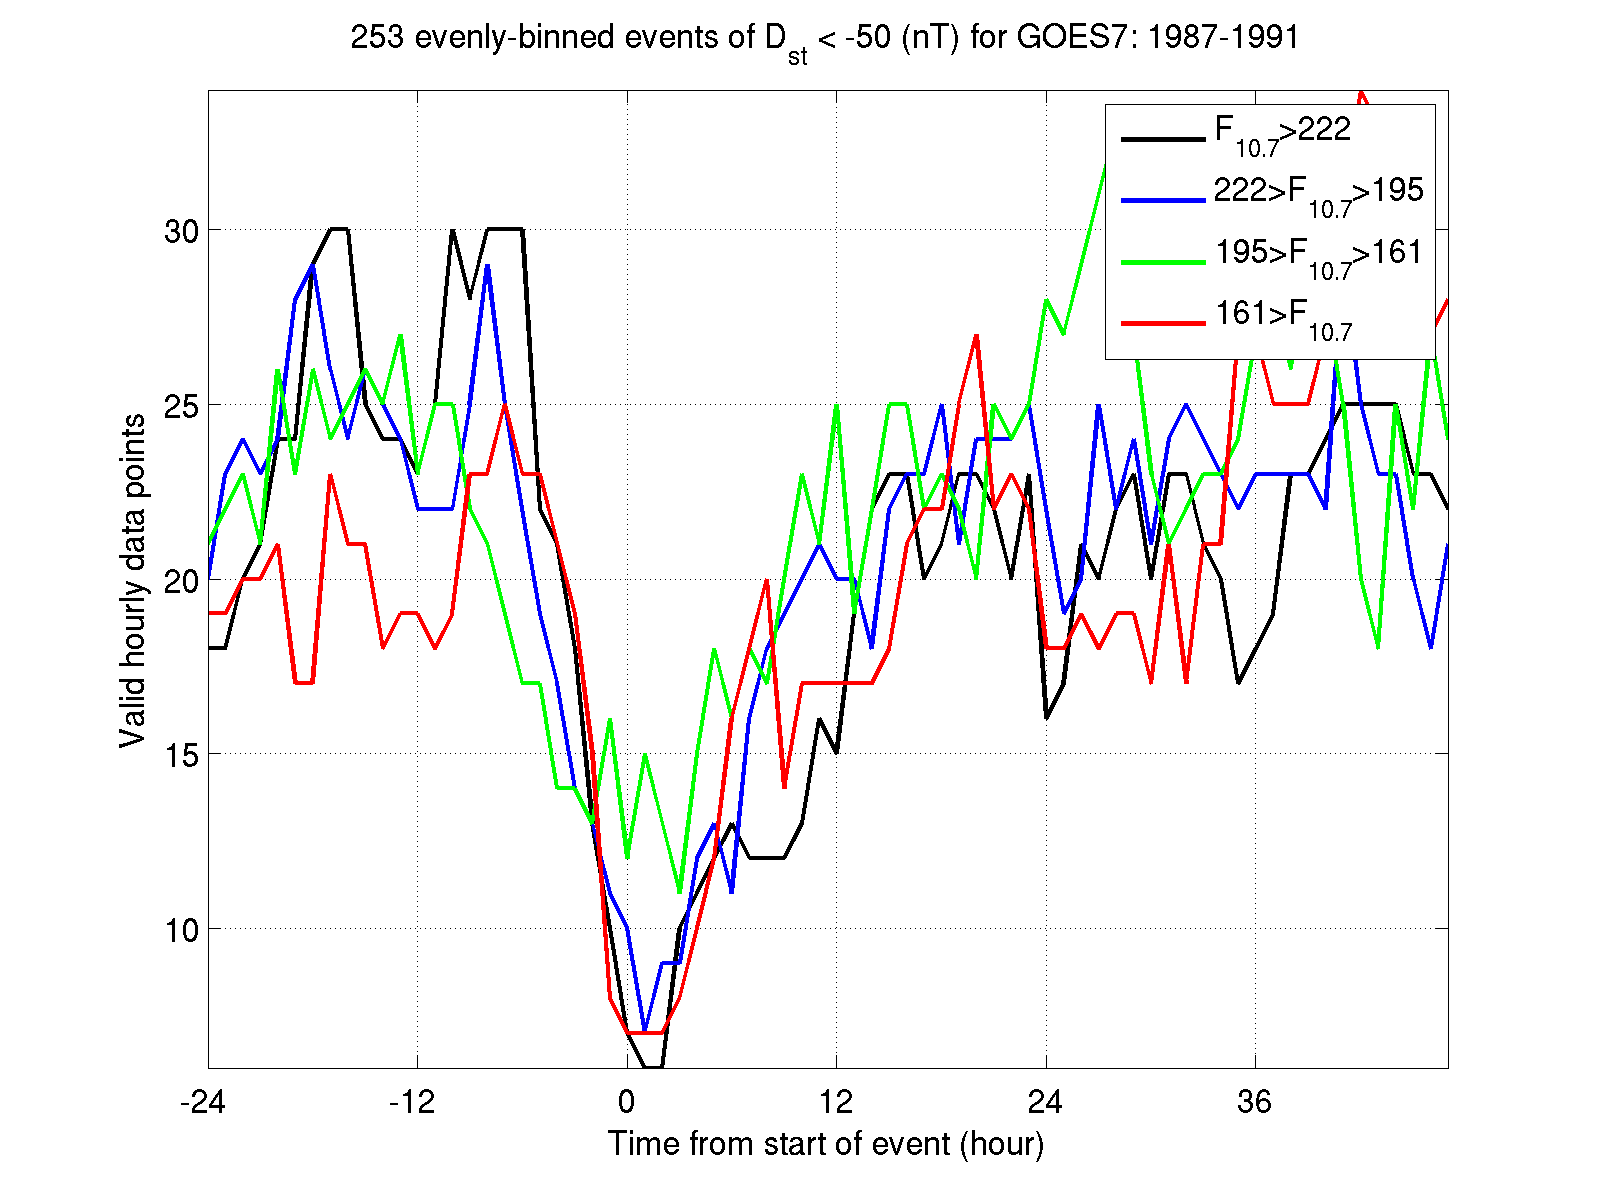 253 evenly-binned events of D_st < -50 (nT) for GOES7: 1987-1991
F_10.7>222
222>F_10.7>195
195>F_10.7>161
161>F_10.7
Valid hourly data points
30
25
20
15
10
-24 -12 0 12 24 36
Time from start of event (hour)